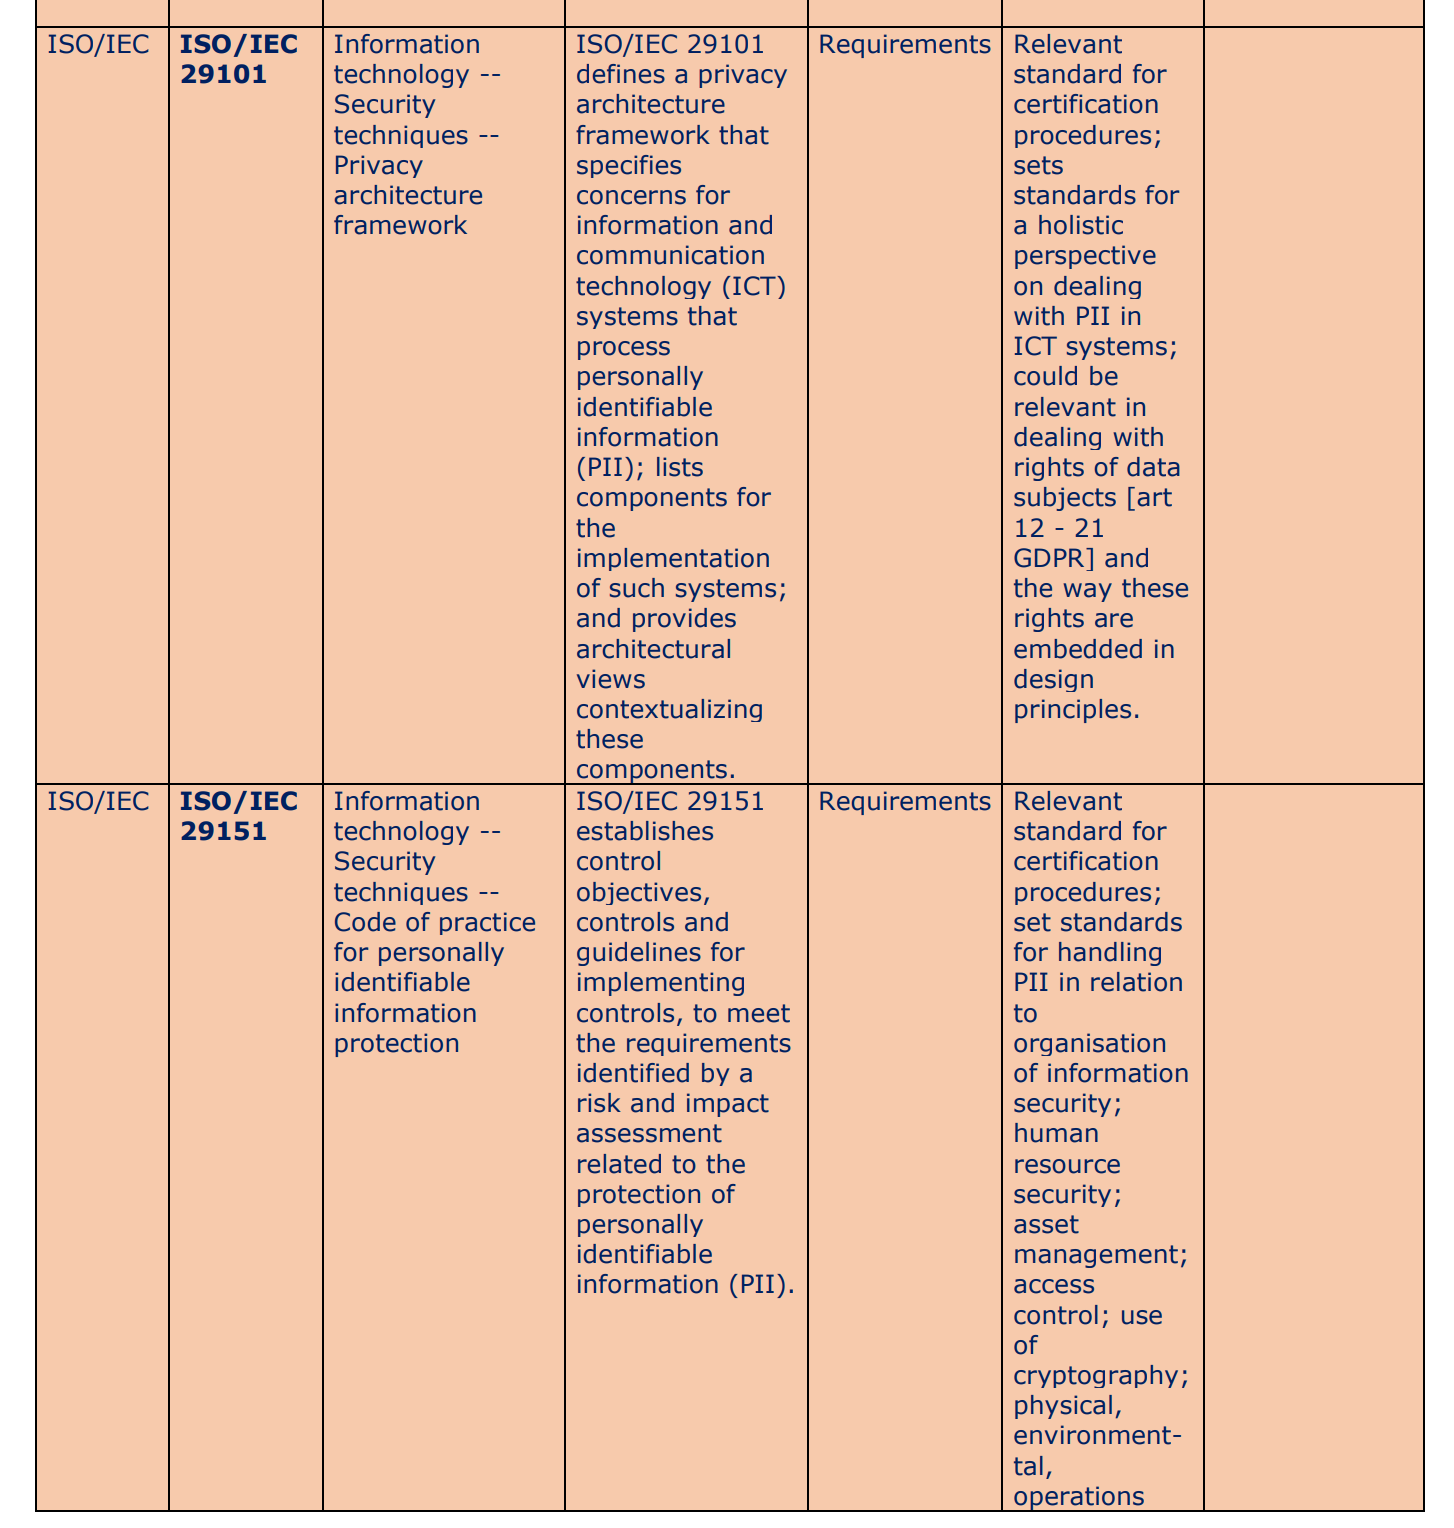 ISO/IEC
ISO/IEC
29101
Information
technology --
Security
techniques --
Privacy
architecture
framework
ISO/IEC 29101
defines a privacy
architecture
framework that
specifies
concerns for
information and
communication
technology (ICT)
systems that
process
personally
identifiable
information
(PII); lists
components for
the
implementation
of such systems;
and provides
architectural
views
contextualizing
these
components.
Requirements
Relevant
standard for
certification
procedures;
sets
standards for
a holistic
perspective
on dealing
with PII in
ICT systems;
could be
relevant in
dealing with
rights of data
subjects [art
12 - 21
GDPR] and
the way these
rights are
embedded in
design
principles.
ISO/IEC
ISO/IEC
29151
Information
technology --
Security
techniques --
Code of practice
for personally
identifiable
information
protection
ISO/IEC 29151
establishes
control
objectives,
controls and
guidelines for
implementing
controls, to meet
the requirements
identified by a
risk and impact
assessment
related to the
protection of
personally
identifiable
information (PII).
Requirements
Relevant
standard for
certification
procedures;
set standards
for handling
PII in relation
to
organisation
of information
security;
human
resource
security;
asset
management;
access
control; use
of
cryptography;
physical,
environment-
tal,
operations